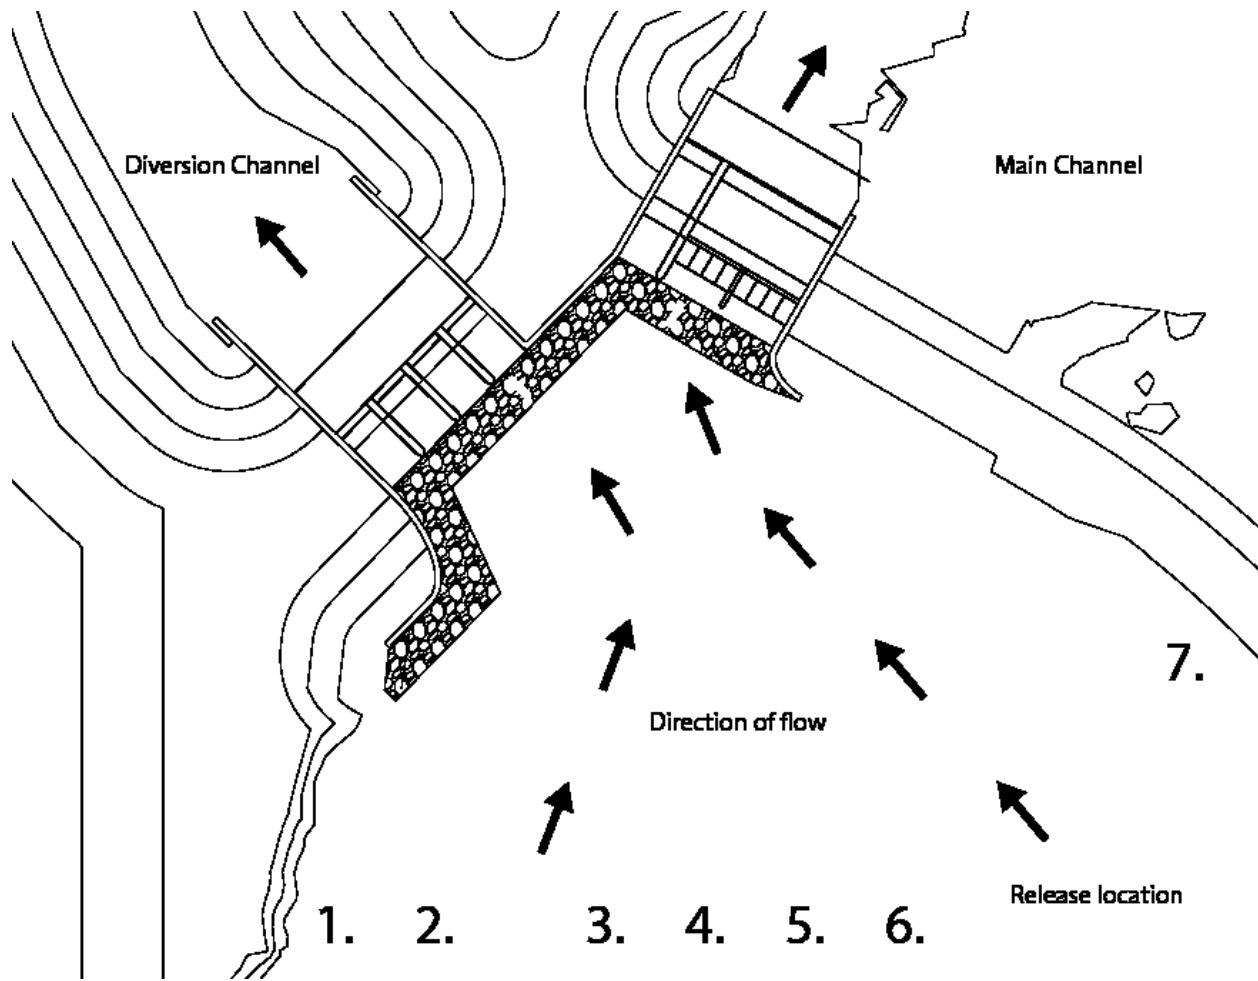 Diversion Channel
Main Channel
7.
Direction of flow
Release location
1. 2. 3. 4. 5. 6.